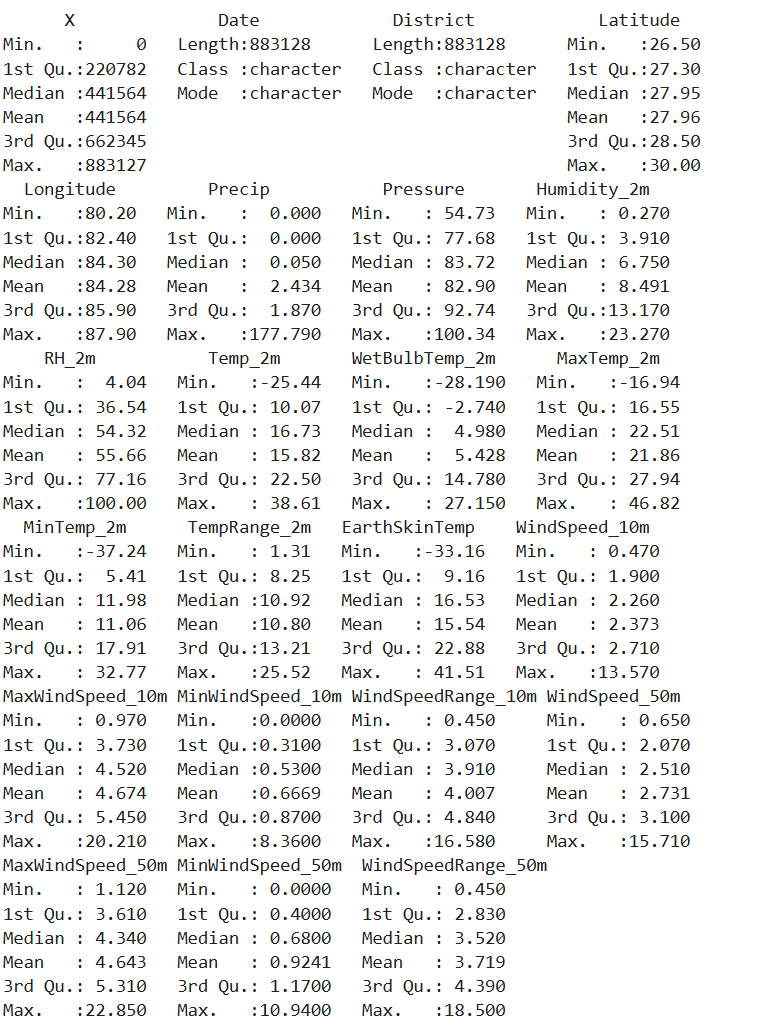 X               Date             District            Latitude
Min.   :     0   Length:883128      Length:883128      Min.   :26.50
1st Qu.:220782   Class :character   Class :character   1st Qu.:27.30
Median :441564   Mode  :character   Mode  :character   Median :27.95
Mean   :441564                                         Mean   :27.96
3rd Qu.:662345                                         3rd Qu.:28.50
Max.   :883127                                         Max.   :30.00
  Longitude         Precip           Pressure       Humidity_2m
Min.   :80.20   Min.   :  0.000   Min.   : 54.73   Min.   : 0.270
1st Qu.:82.40   1st Qu.:  0.000   1st Qu.: 77.68   1st Qu.: 3.910
Median :84.30   Median :  0.050   Median : 83.72   Median : 6.750
Mean   :84.28   Mean   :  2.434   Mean   : 82.90   Mean   : 8.491
3rd Qu.:85.90   3rd Qu.:  1.870   3rd Qu.: 92.74   3rd Qu.:13.170
Max.   :87.90   Max.   :177.790   Max.   :100.34   Max.   :23.270
    RH_2m           Temp_2m       WetBulbTemp_2m      MaxTemp_2m
Min.   :  4.04   Min.   :-25.44   Min.   :-28.190   Min.   :-16.94
1st Qu.: 36.54   1st Qu.: 10.07   1st Qu.: -2.740   1st Qu.: 16.55
Median : 54.32   Median : 16.73   Median :  4.980   Median : 22.51
Mean   : 55.66   Mean   : 15.82   Mean   :  5.428   Mean   : 21.86
3rd Qu.: 77.16   3rd Qu.: 22.50   3rd Qu.: 14.780   3rd Qu.: 27.94
Max.   :100.00   Max.   : 38.61   Max.   : 27.150   Max.   : 46.82
  MinTemp_2m      TempRange_2m   EarthSkinTemp    WindSpeed_10m
Min.   :-37.24   Min.   : 1.31   Min.   :-33.16   Min.   : 0.470
1st Qu.:  5.41   1st Qu.: 8.25   1st Qu.:  9.16   1st Qu.: 1.900
Median : 11.98   Median :10.92   Median : 16.53   Median : 2.260
Mean   : 11.06   Mean   :10.80   Mean   : 15.54   Mean   : 2.373
3rd Qu.: 17.91   3rd Qu.:13.21   3rd Qu.: 22.88   3rd Qu.: 2.710
Max.   : 32.77   Max.   :25.52   Max.   : 41.51   Max.   :13.570
MaxWindSpeed_10m MinWindSpeed_10m WindSpeedRange_10m WindSpeed_50m
Min.   : 0.970   Min.   :0.0000   Min.   : 0.450     Min.   : 0.650
1st Qu.: 3.730   1st Qu.:0.3100   1st Qu.: 3.070     1st Qu.: 2.070
Median : 4.520   Median :0.5300   Median : 3.910     Median : 2.510
Mean   : 4.674   Mean   :0.6669   Mean   : 4.007     Mean   : 2.731
3rd Qu.: 5.450   3rd Qu.:0.8700   3rd Qu.: 4.840     3rd Qu.: 3.100
Max.   :20.210   Max.   :8.3600   Max.   :16.580     Max.   :15.710
MaxWindSpeed_50m MinWindSpeed_50m  WindSpeedRange_50m
Min.   : 1.120   Min.   : 0.0000   Min.   : 0.450
1st Qu.: 3.610   1st Qu.: 0.4000   1st Qu.: 2.830
Median : 4.340   Median : 0.6800   Median : 3.520
Mean   : 4.643   Mean   : 0.9241   Mean   : 3.719
3rd Qu.: 5.310   3rd Qu.: 1.1700   3rd Qu.: 4.390
Max.   :22.850   Max.   :10.9400   Max.   :18.500